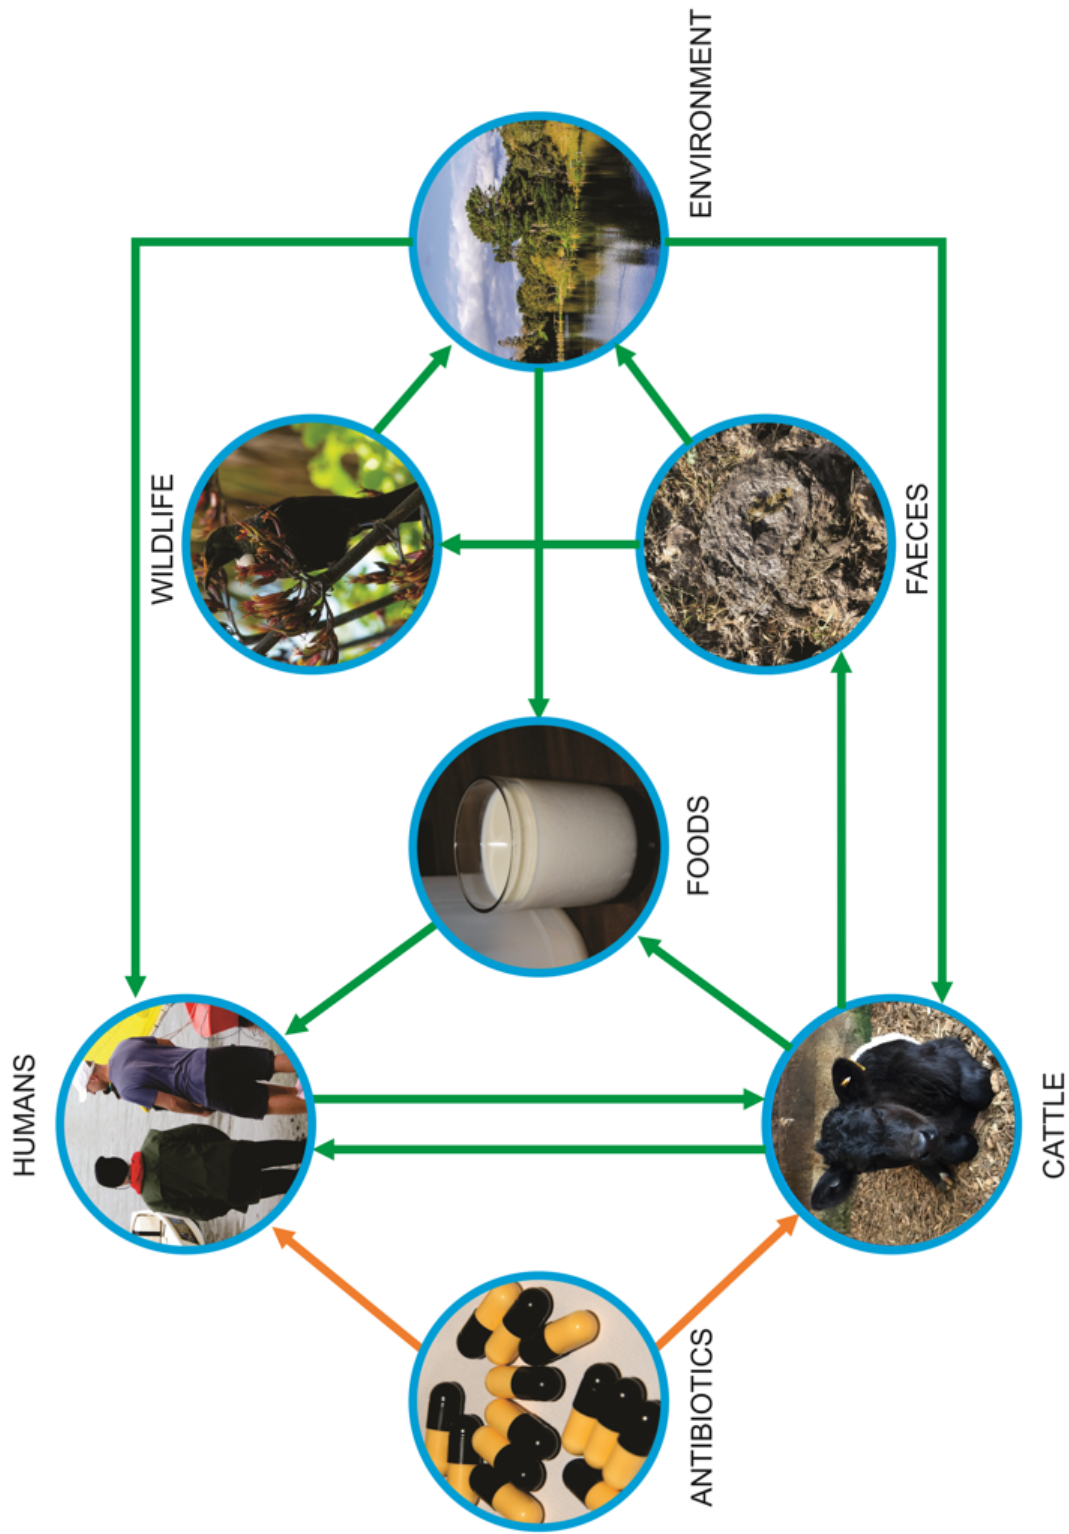 HUMANS
WILDLIFE
ANTIBIOTICS
FOODS
ENVIRONMENT
FAECES
CATTLE